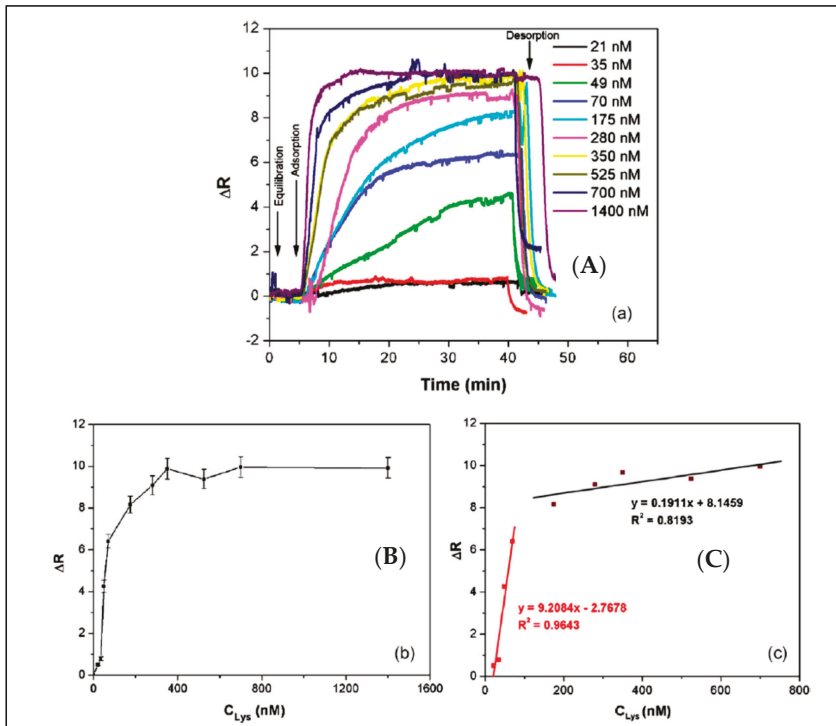 12
10
8
6
4
2
0
-2
ΔR
Equilibration
Adsorption
Desorption
21 nM
35 nM
49 nM
70 nM
175 nM
280 nM
350 nM
525 nM
700 nM
1400 nM
(A)
(a)
0 10 20 30 40 50 60
Time (min)
12
10
8
6
4
2
0
ΔR
(B)
(b)
0 400 800 1200 1600
C_Lys (nM)
12
10
8
6
4
2
0
ΔR
y = 0.1911x + 8.1459
R² = 0.8193
(C)
y = 9.2084x - 2.7678
R² = 0.9643
(c)
0 200 400 600 800
C_Lys (nM)